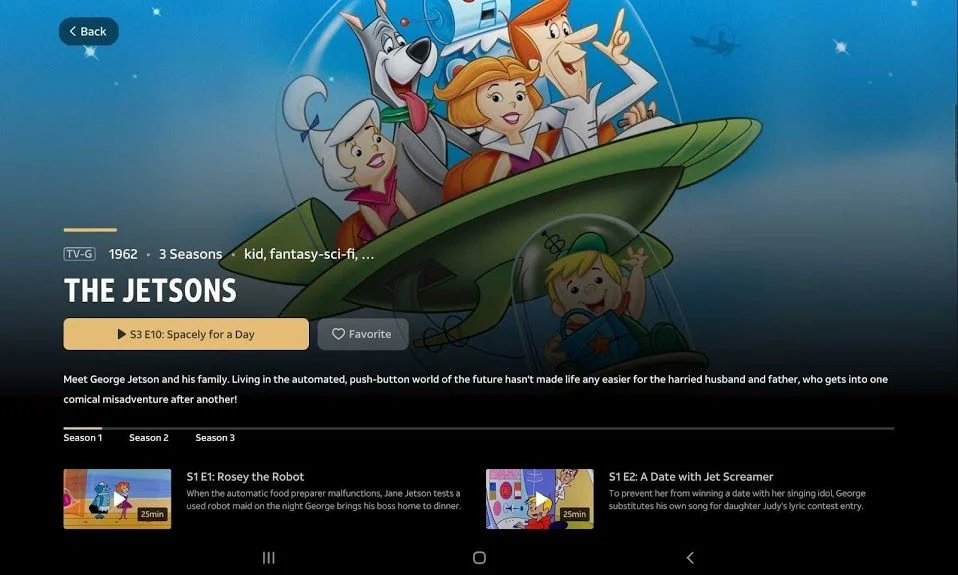 Back
TV-G 1962 • 3 Seasons • kid, fantasy-sci-fi, ...
THE JETSONS
S3 E10: Spacely for a Day
Favorite
Meet George Jetson and his family. Living in the automated, push-button world of the future hasn't made life any easier for the harried husband and father, who gets into one
comical misadventure after another!
Season 1 Season 2 Season 3
S1 E1: Rosey the Robot
When the automatic food preparer malfunctions, Jane Jetson tests a
used robot maid on the night George brings his boss home to dinner.
25min
S1 E2: A Date with Jet Screamer
To prevent her from winning a date with her singing idol, George
substitutes his own song for daughter Judy's lyric contest entry.
25min